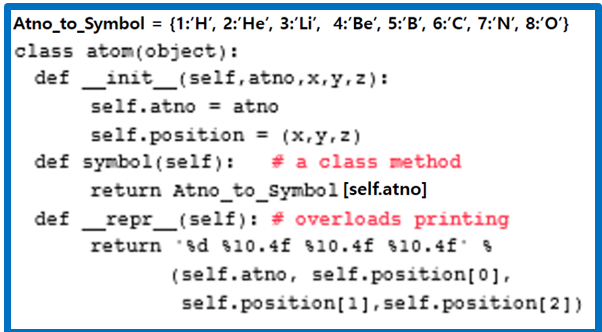 Atno_to_Symbol = {1:’H’, 2:’He’, 3:’Li’, 4:’Be’, 5:’B’, 6:’C’, 7:’N’, 8:’O’}
class atom(object):
def __init__(self,atno,x,y,z):
self.atno = atno
self.position = (x,y,z)
def symbol(self): # a class method
return Atno_to_Symbol[self.atno]
def __repr__(self): # overloads printing
return '%d %10.4f %10.4f %10.4f' %
(self.atno, self.position[0],
self.position[1],self.position[2])